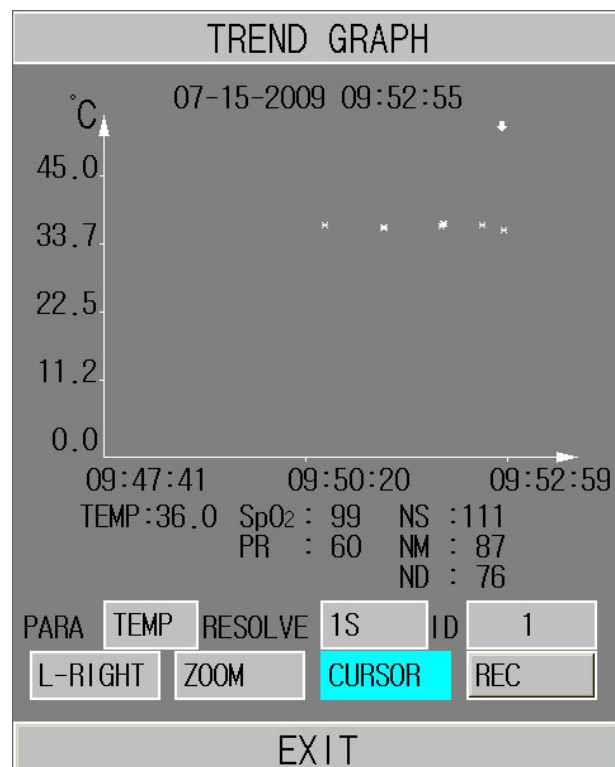 TREND GRAPH
07-15-2009 09:52:55
°C
45.0
33.7
22.5
11.2
0.0
09:47:41 09:50:20 09:52:59
TEMP:36.0 SpO2 : 99 NS :111
PR : 60 NM : 87
ND : 76
PARA TEMP RESOLVE 1S ID 1
L-RIGHT ZOOM CURSOR REC
EXIT